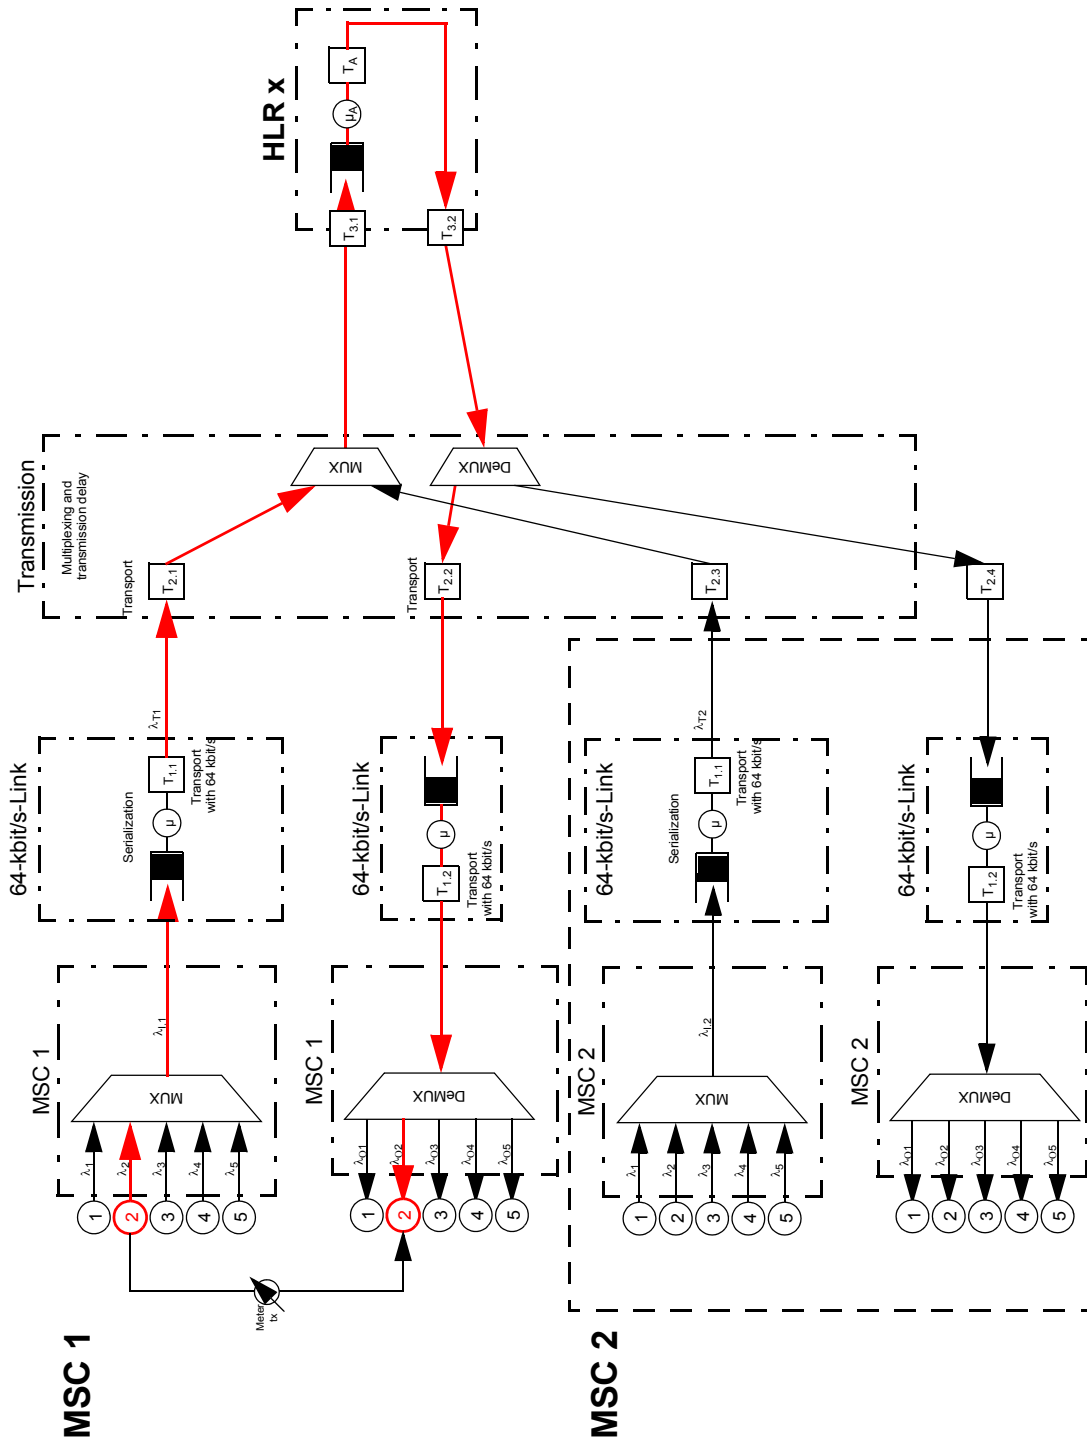 MSC 1
MSC 1
64-kbit/s-Link
Transmission
Multiplexing and
transmission delay
HLR x
1
2
3
4
5
λ1
λ2
λ3
λ4
λ5
MUX
λI,1
Serialization
μ
T1.1
Transport
with 64 kbit/s
λT1
Transport
T2.1
MUX
T3.1
μA
TA
Meter
tx
MSC 1
64-kbit/s-Link
1
2
3
4
5
λO1
λO2
λO3
λO4
λO5
DeMUX
T1.2
μ
Transport
with 64 kbit/s
Transport
T2.2
DeMUX
T3.2
MSC 2
MSC 2
64-kbit/s-Link
1
2
3
4
5
λ1
λ2
λ3
λ4
λ5
MUX
λI,2
Serialization
μ
T1.1
Transport
with 64 kbit/s
λT2
T2.3
MSC 2
64-kbit/s-Link
1
2
3
4
5
λO1
λO2
λO3
λO4
λO5
DeMUX
T1.2
μ
Transport
with 64 kbit/s
T2.4